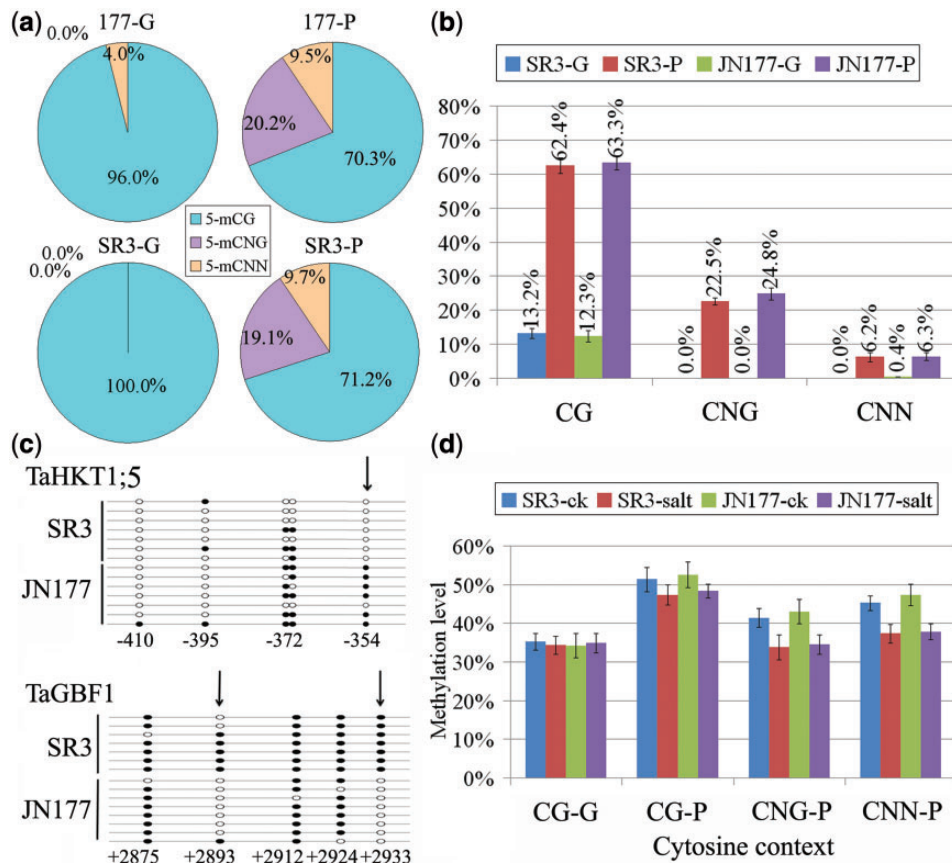 (a)
177-G
0.0%
4.0%
96.0%
177-P
9.5%
20.2%
70.3%
5-mCG
5-mCNG
5-mCNN
SR3-G
0.0%
0.0%
100.0%
SR3-P
9.7%
19.1%
71.2%
(b)
SR3-G SR3-P JN177-G JN177-P
80%
70%
60%
50%
40%
30%
20%
10%
0%
13.2% 62.4% 12.3% 63.3%
0.0% 22.5% 0.0% 24.8%
0.0% 6.2% 0.4% 6.3%
CG CNG CNN
(c)
TaHKT1;5
SR3
JN177
-410 -395 -372 -354
TaGBF1
SR3
JN177
+2875 +2893 +2912 +2924 +2933
(d)
SR3-ck SR3-salt JN177-ck JN177-salt
Methylation level
60%
50%
40%
30%
20%
10%
0%
CG-G CG-P CNG-P CNN-P
Cytosine context